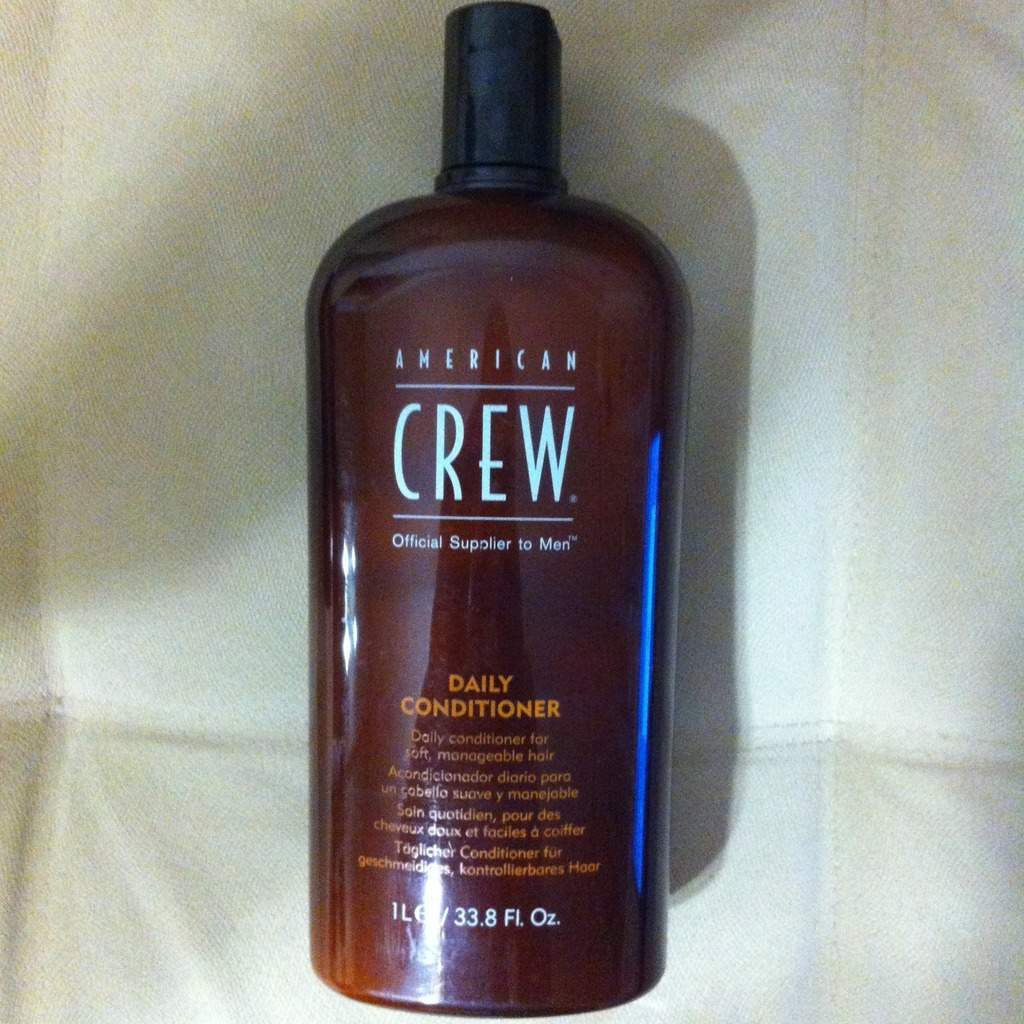 AMERICAN
CREW®
Official Supplier to Men™
DAILY
CONDITIONER
Daily conditioner for
soft, manageable hair
Acondicionador diario para
un cabello suave y manejable
Soin quotidien, pour des
cheveux doux et faciles à coiffer
Täglicher Conditioner für
geschmeidiges, kontrollierbares Haar
1 L ℮ / 33.8 Fl. Oz.